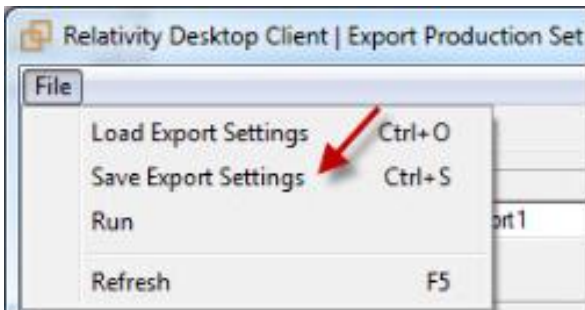 Relativity Desktop Client | Export Production Set
File
Load Export Settings Ctrl+O
Save Export Settings Ctrl+S
Run
Refresh F5